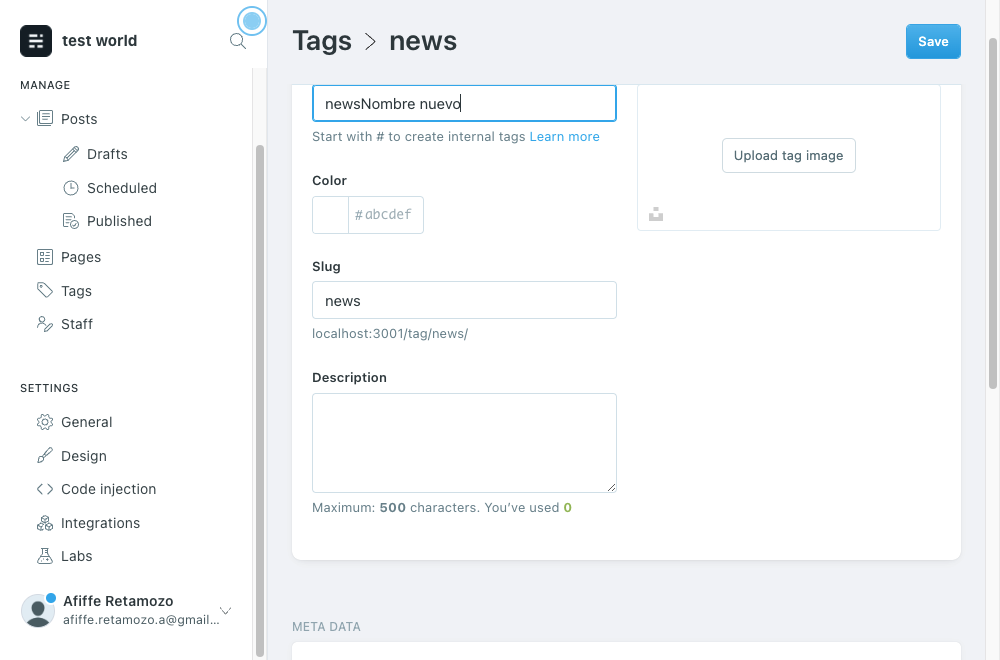 test world
MANAGE
Posts
Drafts
Scheduled
Published
Pages
Tags
Staff
SETTINGS
General
Design
Code injection
Integrations
Labs
Afiffe Retamozo
afiffe.retamozo.a@gmail...
Tags > news
Save
newsNombre nuevo
Start with # to create internal tags Learn more
Upload tag image
Color
# abcdef
Slug
news
localhost:3001/tag/news/
Description
Maximum: 500 characters. You’ve used 0
META DATA